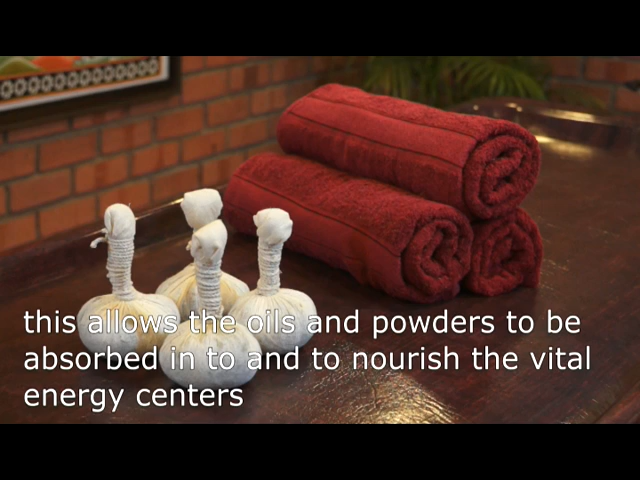 this allows the oils and powders to be
absorbed in to and to nourish the vital
energy centers